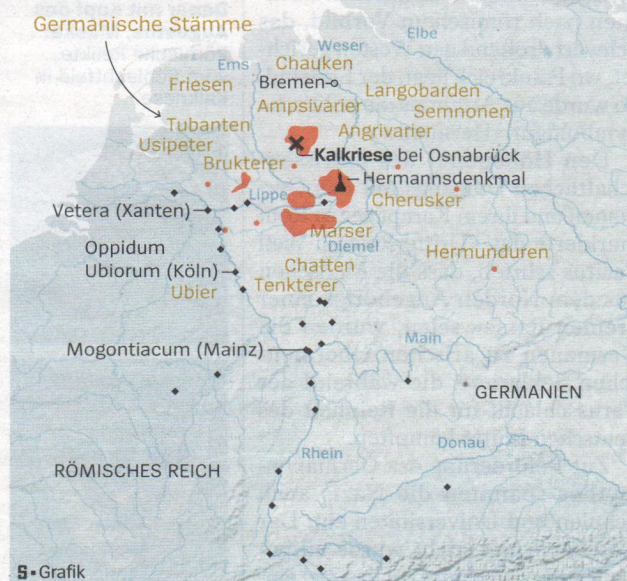 Germanische Stämme
Elbe
Weser
Ems
Chauken
Friesen
Bremen
Langobarden
Ampsivarier
Semnonen
Tubanten
Angrivarier
Usipeter
Kalkriese bei Osnabrück
Brukterer
Hermannsdenkmal
Lippe
Cherusker
Vetera (Xanten)
Marser
Oppidum
Ubiorum (Köln)
Diemel
Hermunduren
Chatten
Tenkterer
Ubier
Main
Mogontiacum (Mainz)
GERMANIEN
Donau
Rhein
RÖMISCHES REICH
S-Grafik